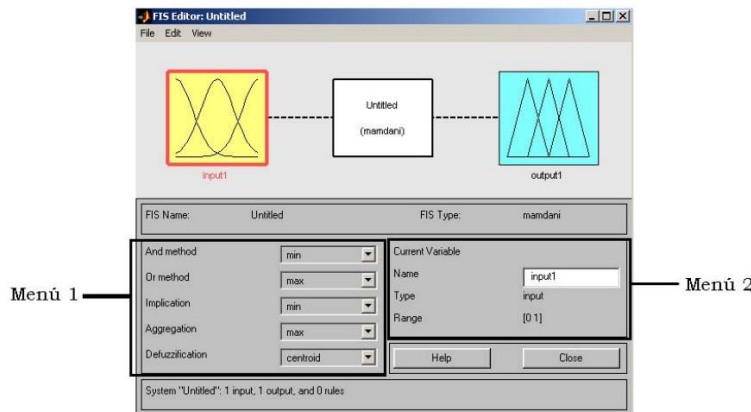 FIS Editor: Untitled
File Edit View
Untitled
(mamdani)
input1
output1
FIS Name: Untitled FIS Type: mamdani
And method min
Or method max
Implication min
Aggregation max
Defuzzification centroid
Current Variable
Name input1
Type input
Range [0 1]
Menú 1
Menú 2
Help Close
System "Untitled": 1 input, 1 output, and 0 rules